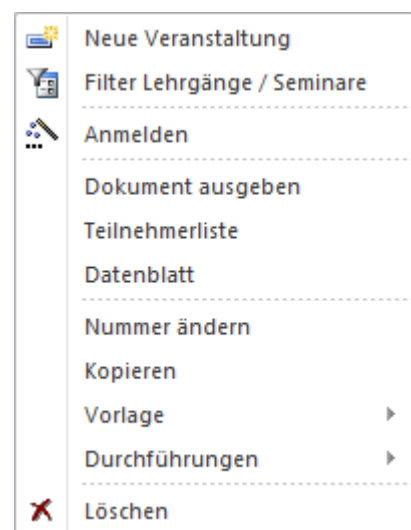 Neue Veranstaltung
Filter Lehrgänge / Seminare
Anmelden
Dokument ausgeben
Teilnehmerliste
Datenblatt
Nummer ändern
Kopieren
Vorlage
Durchführungen
Löschen